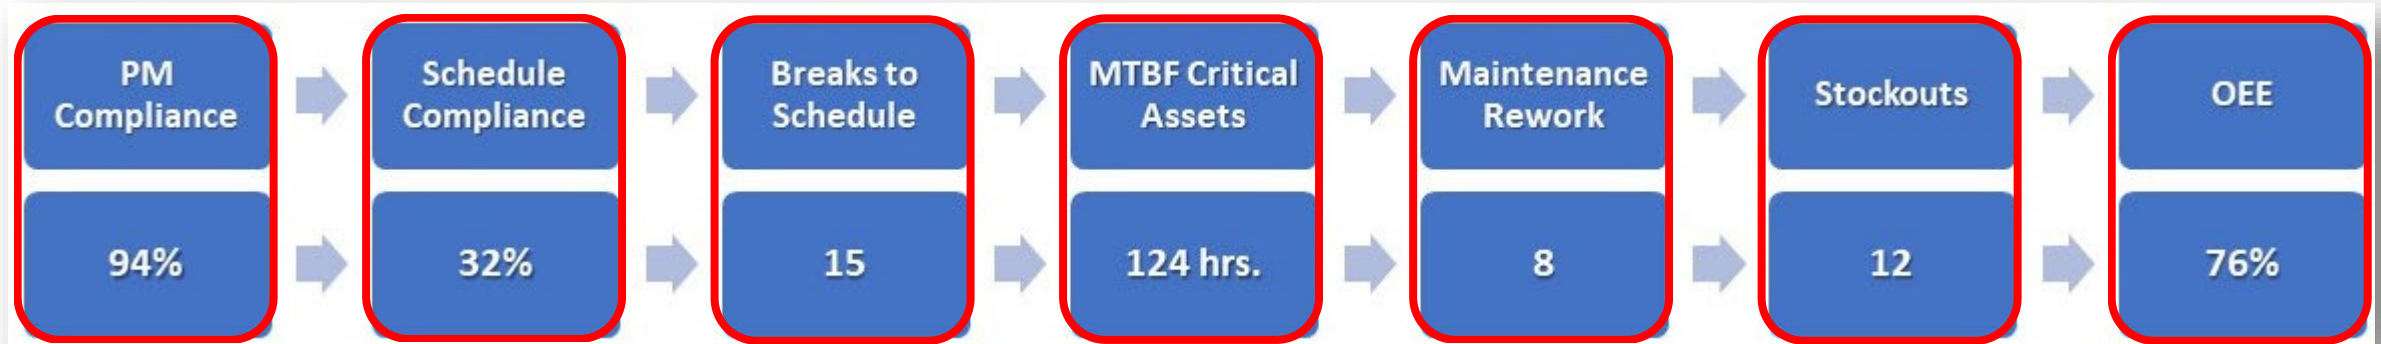 PM
Compliance
Schedule
Compliance
Breaks to
Schedule
MTBF Critical
Assets
Maintenance
Rework
Stockouts
OEE
94%
32%
15
124 hrs.
8
12
76%